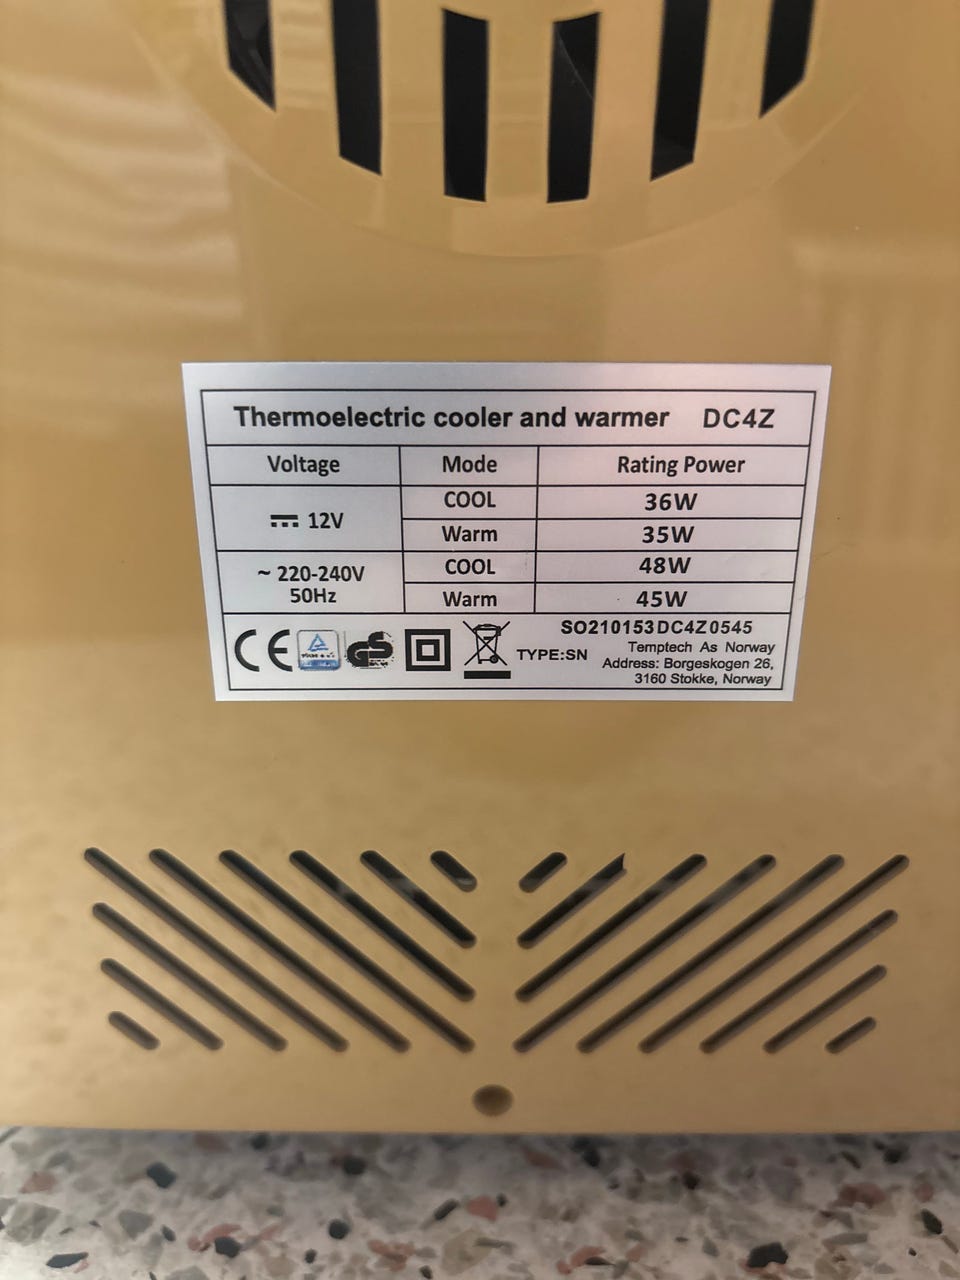 Thermoelectric cooler and warmer DC4Z
Voltage Mode Rating Power
⎓ 12V COOL 36W
Warm 35W
~ 220-240V 50Hz COOL 48W
Warm 45W
CE GS TYPE:SN
SO210153DC4Z0545
Temptech As Norway
Address: Borgeskogen 26,
3160 Stokke, Norway